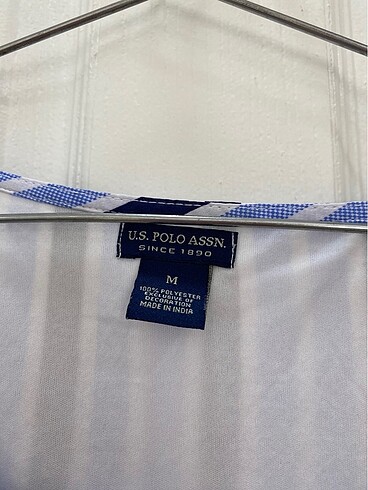 U.S. POLO ASSN.
SINCE 1890
M
100% POLYESTER
EXCLUSIVE OF
DECORATION
MADE IN INDIA